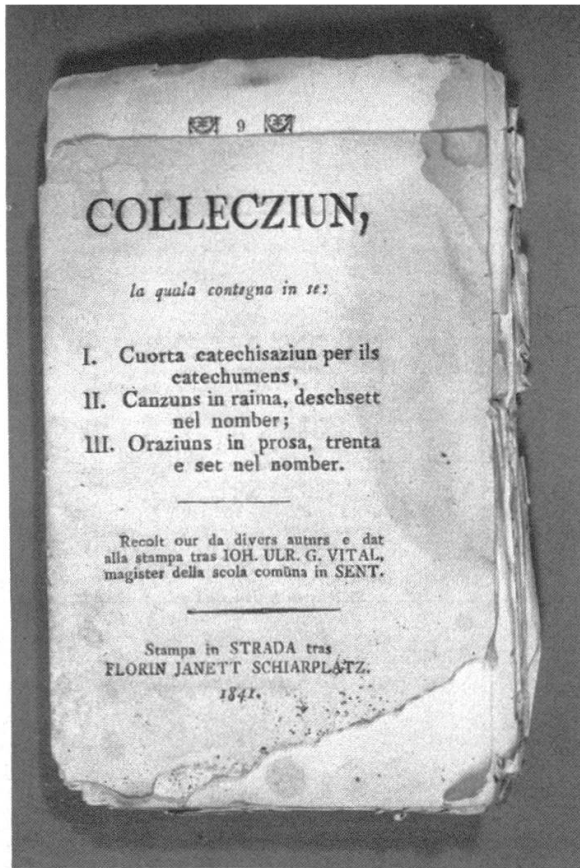 9
COLLECZIUN,
la quala contegna in se:
I. Cuorta catechisaziun per ils
catechumens,
II. Canzuns in raima, deschsett
nel nomber;
III. Oraziuns in prosa, trenta
e set nel nomber.
Recolt our da divers auturs e dat
alla stampa tras IOH. ULR. G. VITAL,
magister della scola comüna in SENT.
Stampa in STRADA tras
FLORIN JANETT SCHIARPLATZ.
1841.